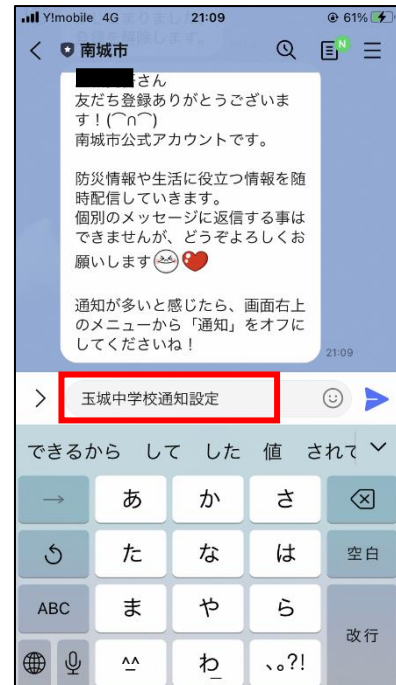 Y!mobile 4G 21:09 61%
南城市 N
さん
友だち登録ありがとうございま
す！(⌒∩⌒)
南城市公式アカウントです。
防災情報や生活に役立つ情報を随
時配信していきます。
個別のメッセージに返信する事は
できませんが、どうぞよろしくお
願いします
通知が多いと感じたら、画面右上
のメニューから「通知」をオフに
してくださいね！
21:09
玉城中学校通知設定
できるから して した 値 されて
→ あ か さ
た な は 空白
ABC ま や ら
^^ わ 、。?! 改行